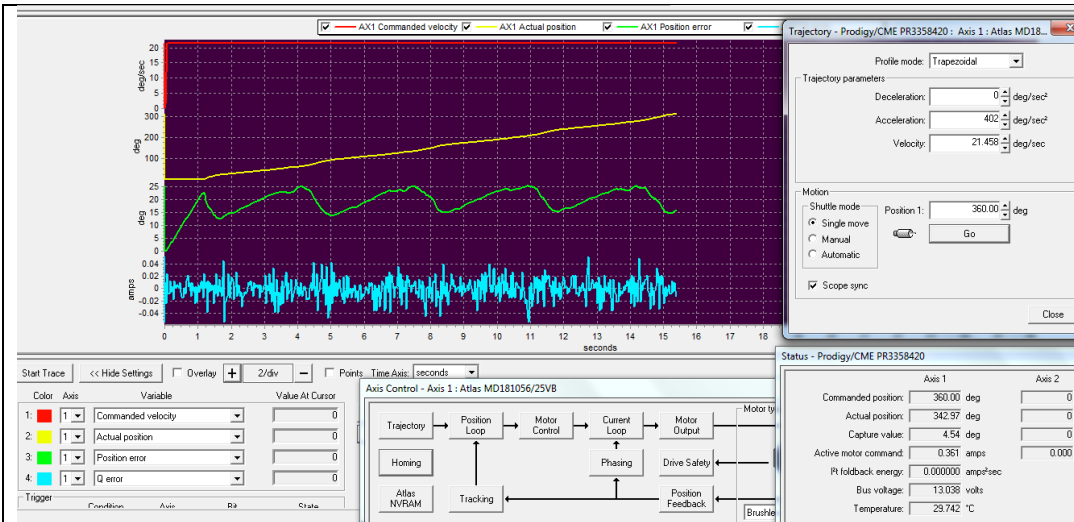 AX1 Commanded velocity AX1 Actual position AX1 Position error
deg/sec
20
15
10
5
0
deg
300
200
100
deg
25
20
15
10
5
0
amps
0.04
0.02
0
-0.02
-0.04
0 1 2 3 4 5 6 7 8 9 10 11 12 13 14 15 16 17 18
seconds
Trajectory - Prodigy/CME PR3358420 : Axis 1 : Atlas MD18...
Profile mode: Trapezoidal
Trajectory parameters
Deceleration: 0 deg/sec²
Acceleration: 402 deg/sec²
Velocity: 21.458 deg/sec
Motion
Shuttle mode
Single move
Manual
Automatic
Position 1: 360.00 deg
Go
Scope sync
Close
Start Trace << Hide Settings Overlay + 2/div − Points Time Axis: seconds
Color Axis Variable Value At Cursor
1: 1 Commanded velocity 0
2: 1 Actual position 0
3: 1 Position error 0
4: 1 Q error 0
Trigger
Condition Axis Bit State
Axis Control - Axis 1 : Atlas MD181056/25VB
Trajectory Position Loop Motor Control Current Loop Motor Output
Homing Phasing Drive Safety
Atlas NVRAM Tracking Position Feedback
Motor ty
Brushle
Status - Prodigy/CME PR3358420
Axis 1 Axis 2
Commanded position: 360.00 deg 0
Actual position: 342.97 deg 0
Capture value: 4.54 deg 0
Active motor command: 0.361 amps 0.000
I²t foldback energy: 0.000000 amps²sec
Bus voltage: 13.038 volts
Temperature: 29.742 °C